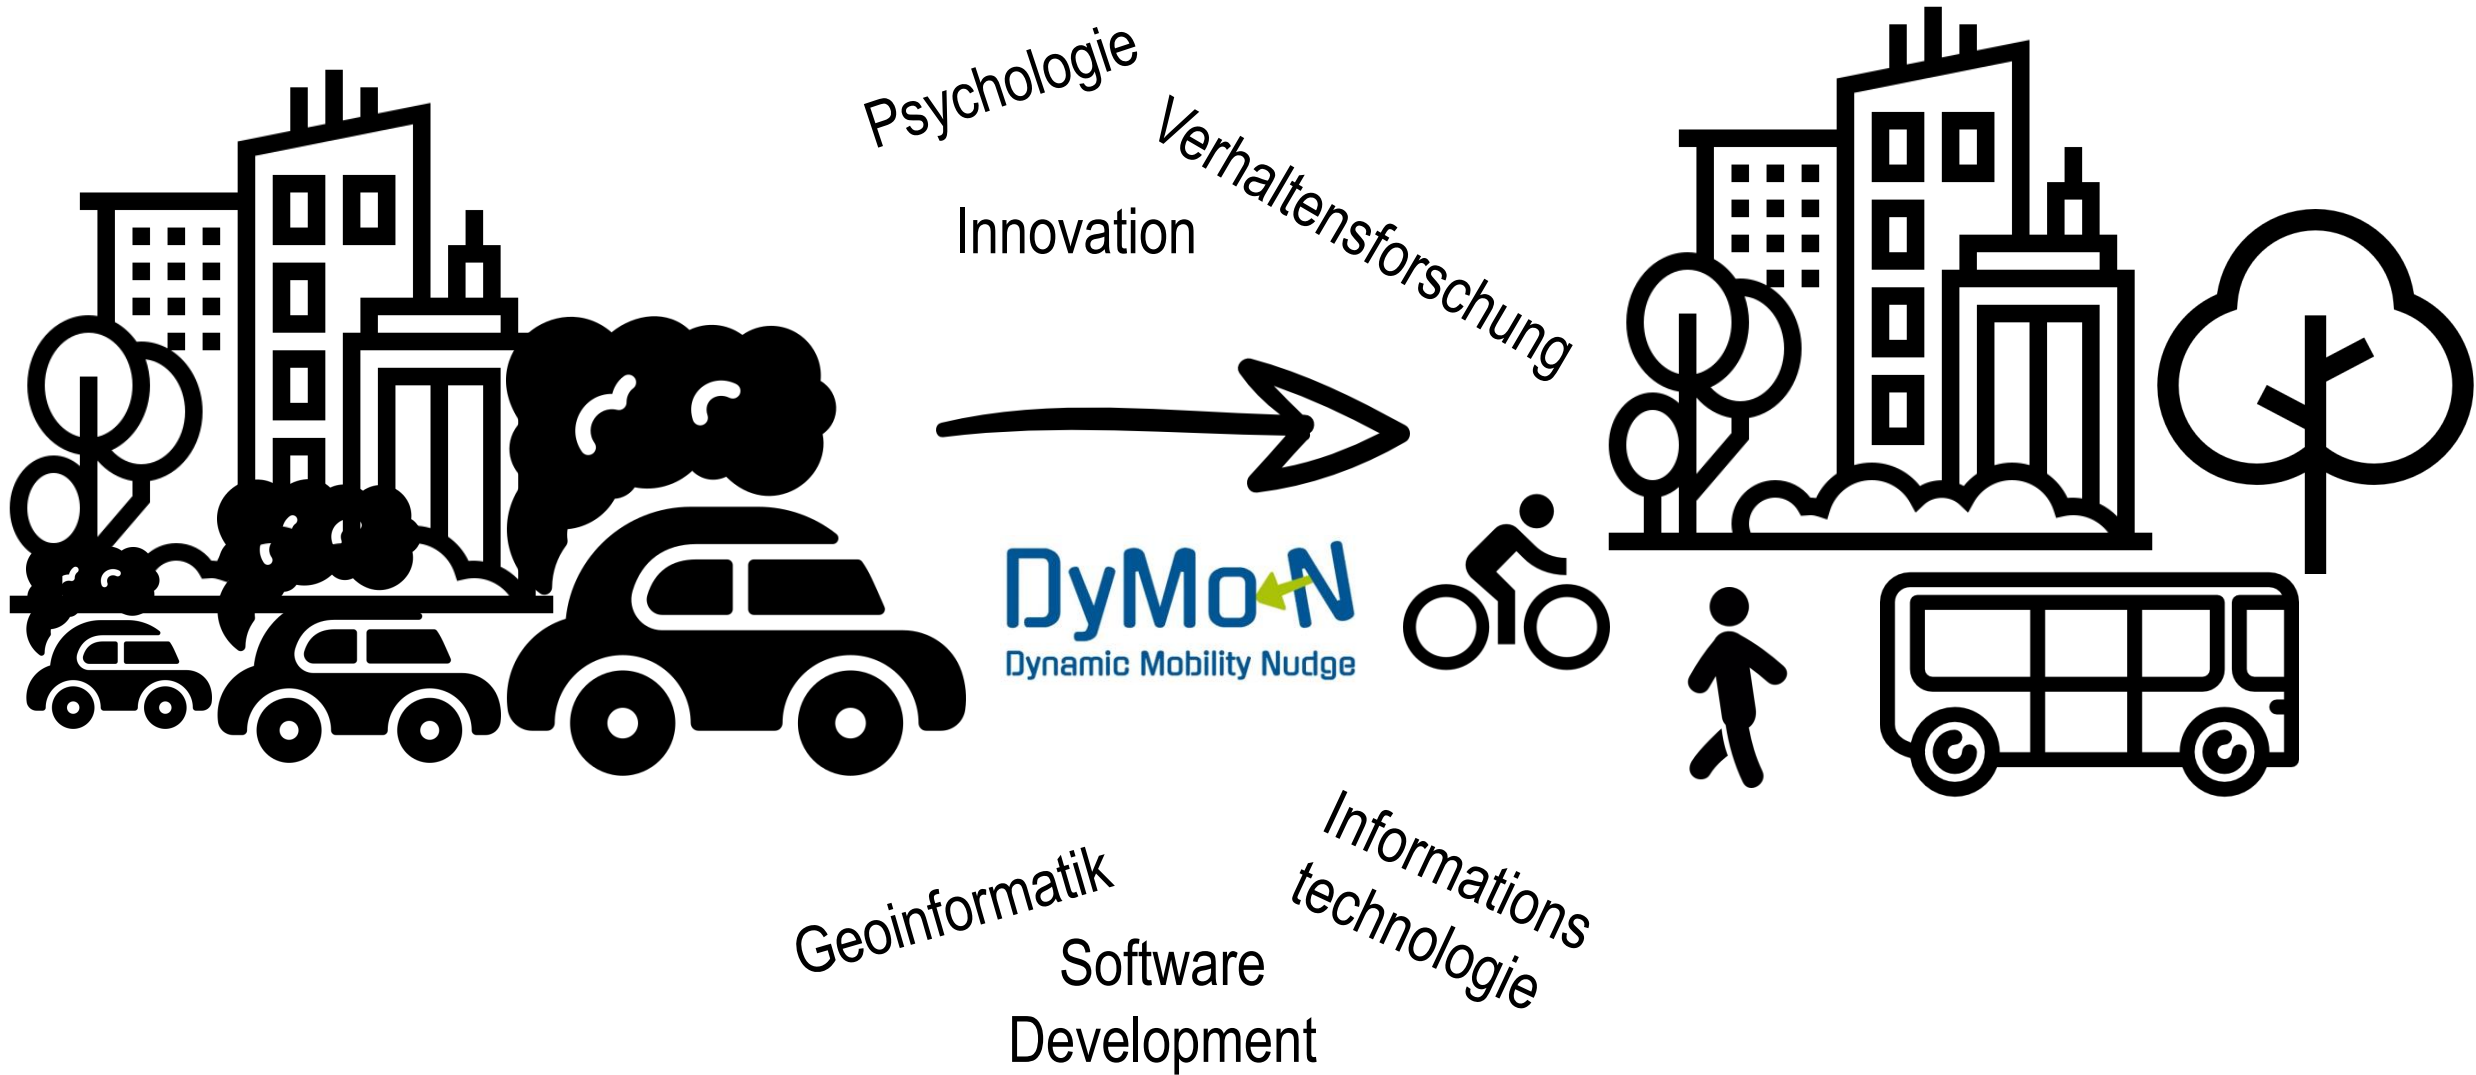 Psychologie
Verhaltensforschung
Innovation
DyMoN
Dynamic Mobility Nudge
Informations
technologie
Geoinformatik
Software
Development